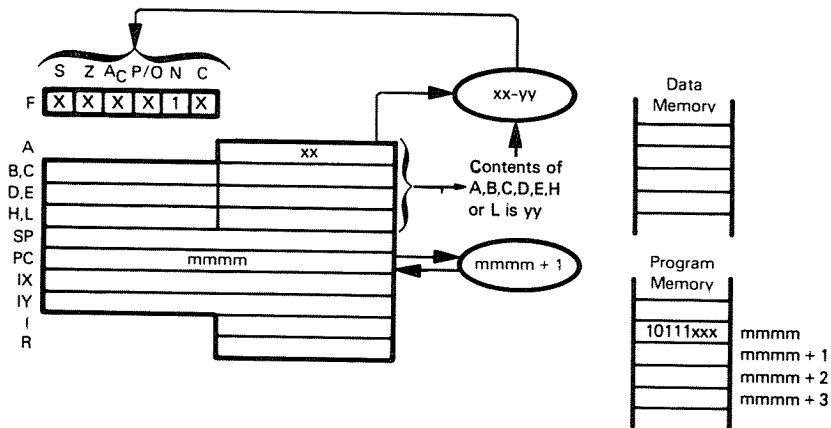 S Z AC P/O N C
F X X X X 1 X
xx-yy
Data
Memory
A xx
B,C
D,E
H,L
SP
PC mmmm
IX
IY
I
R
Contents of
A,B,C,D,E,H
or L is yy
mmmm + 1
Program
Memory
10111xxx mmmm
mmmm + 1
mmmm + 2
mmmm + 3